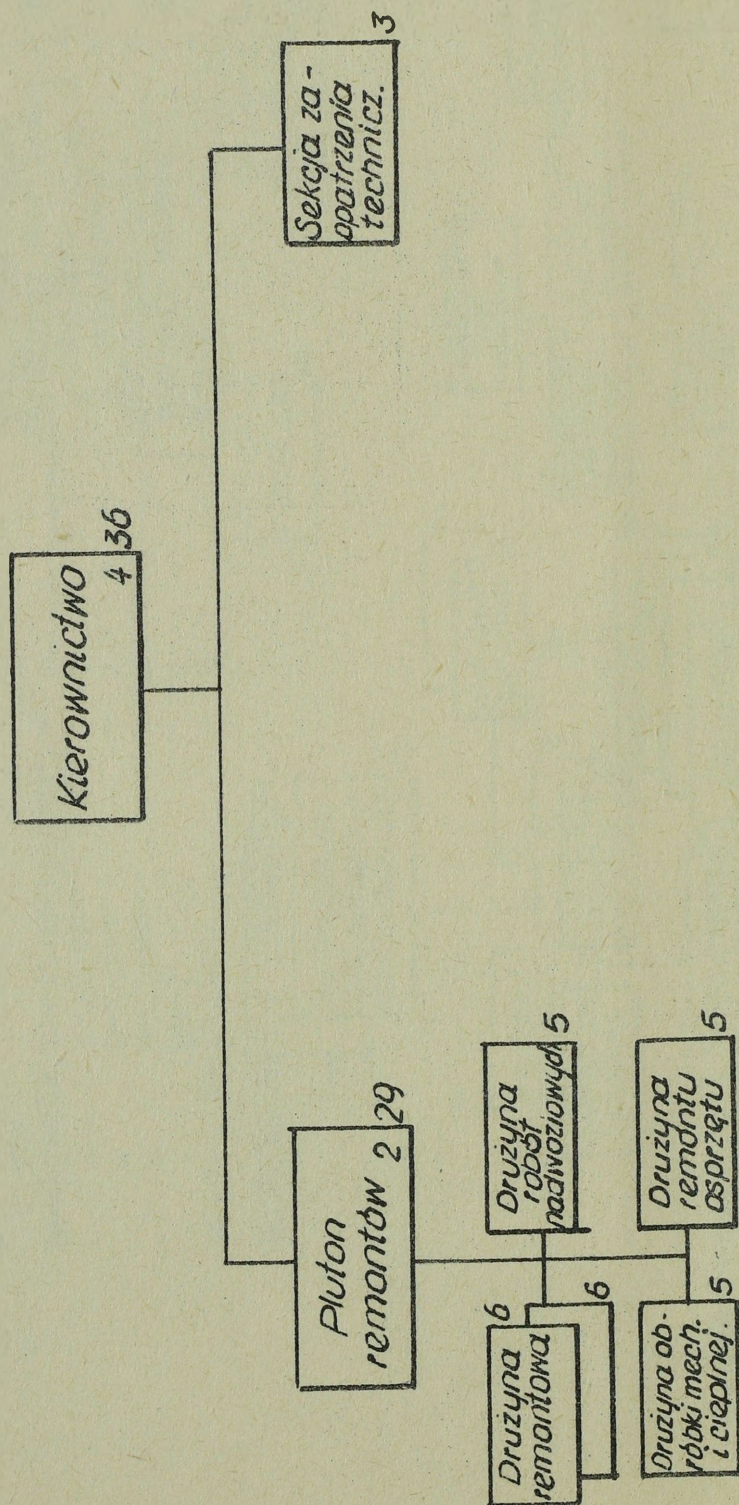 Kierownictwo
4 36
Pluton
remontów 2 29
Sekcja za-
opatrzenia
technicz. 3
Drużyna
remontowa
6
6
Drużyna
robót
nadwoziowych 5
Drużyna ob-
róbki mech.
i cieplnej. 5
Drużyna
remontu
osprzętu 5